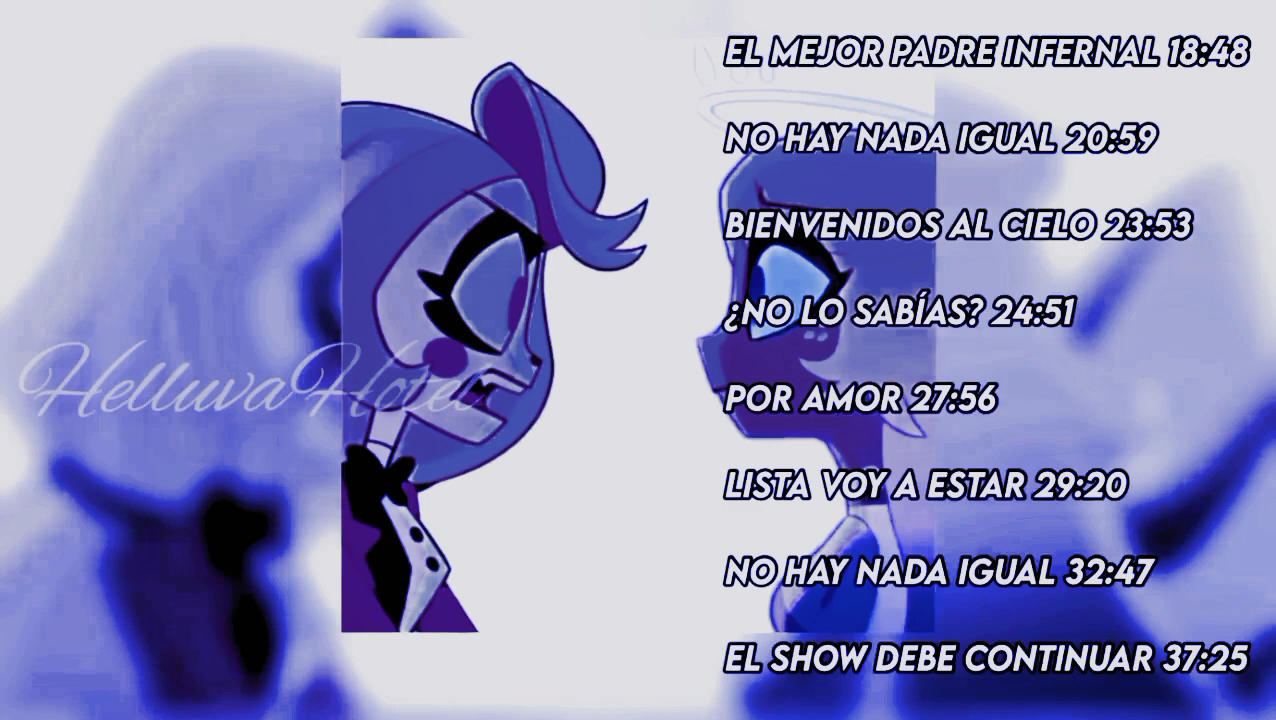 EL MEJOR PADRE INFERNAL 18:48
NO HAY NADA IGUAL 20:59
BIENVENIDOS AL CIELO 23:53
¿NO LO SABÍAS? 24:51
HelluvaHotel
POR AMOR 27:56
LISTA VOY A ESTAR 29:20
NO HAY NADA IGUAL 32:47
EL SHOW DEBE CONTINUAR 37:25